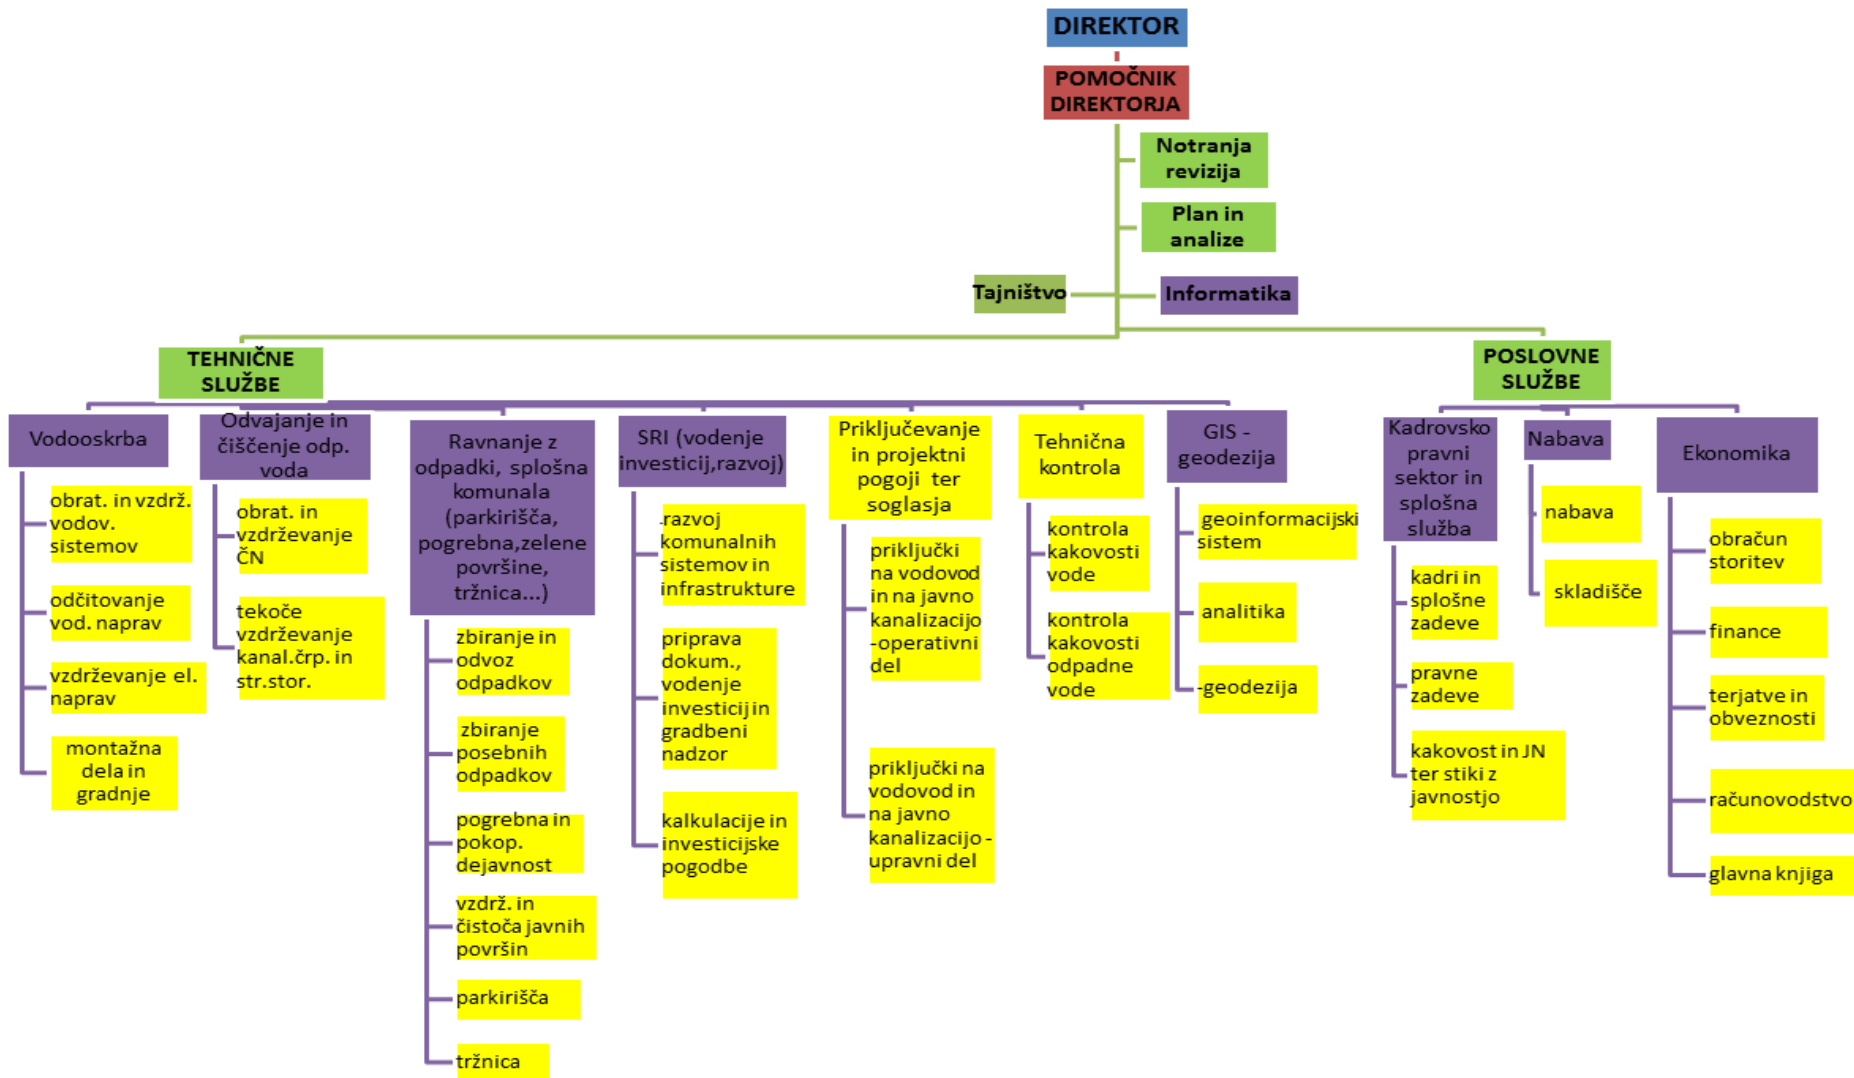 DIREKTOR
POMOČNIK
DIREKTORJA
Notranja
revizija
Plan in
analize
Tajništvo
Informatika
TEHNIČNE
SLUŽBE
POSLOVNE
SLUŽBE
Vodooskrba
obrat. in vzdrž.
vodov.
sistemov
odčitovanje
vod. naprav
vzdrževanje el.
naprav
montažna
dela in
gradnje
Odvajanje in
čiščenje odp.
voda
obrat. in
vzdrževanje
ČN
tekoče
vzdrževanje
kanal.črp. in
str.stor.
Ravnanje z
odpadki, splošna
komunala
(parkirišča,
pogrebna,zelene
površine,
tržnica...)
zbiranje in
odvoz
odpadkov
zbiranje
posebnih
odpadkov
pogrebna in
pokop.
dejavnost
vzdrž. in
čistoča javnih
površin
parkirišča
tržnica
SRI (vodenje
investicij,razvoj)
.razvoj
komunalnih
sistemov in
infrastrukture
priprava
dokum.,
vodenje
investicij in
gradbeni
nadzor
kalkulacije in
investicijske
pogodbe
Priključevanje
in projektni
pogoji ter
soglasja
priključki
na vodovod
in na javno
kanalizacijo
-operativni
del
priključki na
vodovod in
na javno
kanalizacijo -
upravni del
Tehnična
kontrola
kontrola
kakovosti
vode
kontrola
kakovosti
odpadne
vode
GIS -
geodezija
geoinformacijski
sistem
analitika
-geodezija
Kadrovsko
pravni
sektor in
splošna
služba
kadri in
splošne
zadeve
pravne
zadeve
kakovost in JN
ter stiki z
javnostjo
Nabava
nabava
skladišče
Ekonomika
obračun
storitev
finance
terjatve in
obveznosti
računovodstvo
glavna knjiga